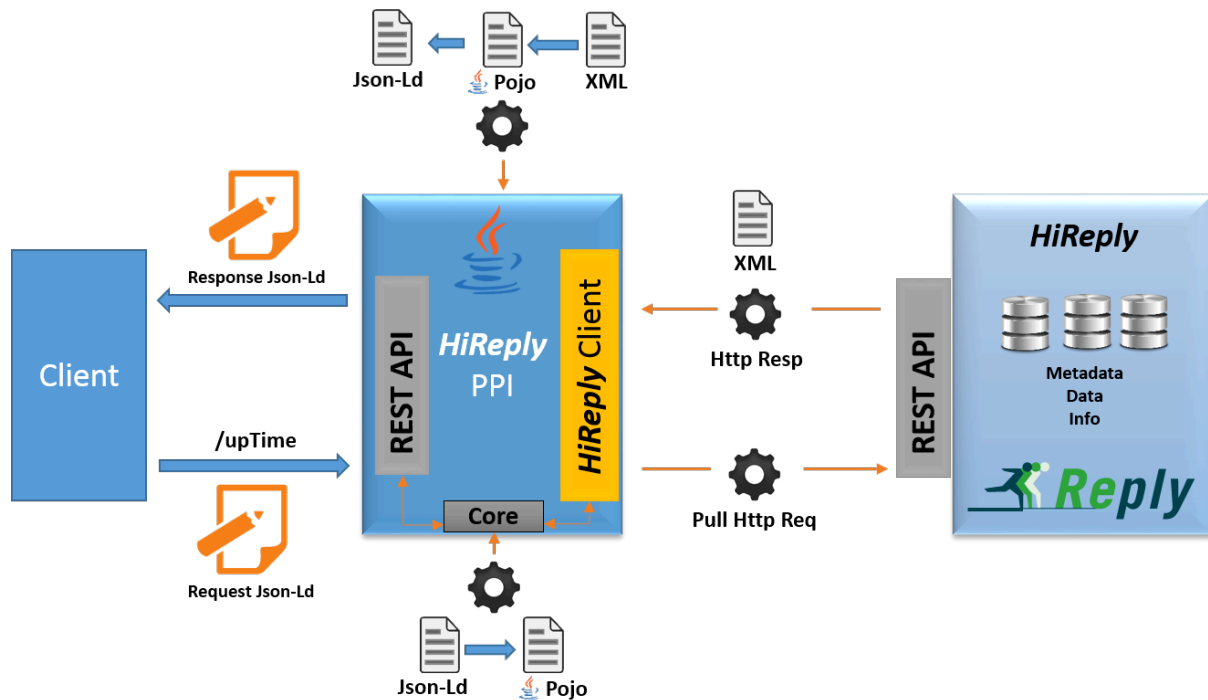 Json-Ld
Pojo
XML
Response Json-Ld
Client
/upTime
Request Json-Ld
REST API
HiReply
PPI
HiReply Client
Core
Json-Ld
Pojo
XML
Http Resp
Pull Http Req
REST API
HiReply
Metadata
Data
Info
Reply